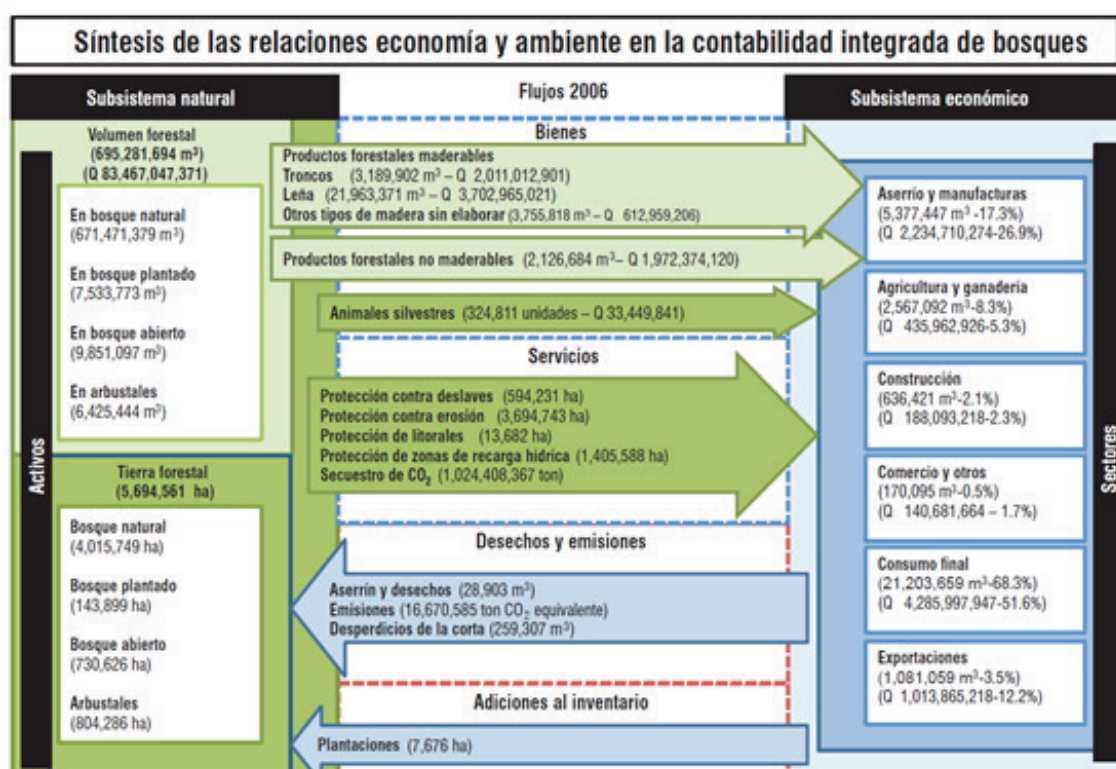 Síntesis de las relaciones economía y ambiente en la contabilidad integrada de bosques
Subsistema natural
Flujos 2006
Subsistema económico
Activos
Volumen forestal
(695,281,694 m³)
(Q 83,467,047,371)
En bosque natural
(671,471,379 m³)
En bosque plantado
(7,533,773 m³)
En bosque abierto
(9,851,097 m³)
En arbustales
(6,425,444 m³)
Tierra forestal
(5,694,561 ha)
Bosque natural
(4,015,749 ha)
Bosque plantado
(143,899 ha)
Bosque abierto
(730,626 ha)
Arbustales
(804,286 ha)
Bienes
Productos forestales maderables
Troncos (3,189,902 m³ – Q 2,011,012,901)
Leña (21,963,371 m³ – Q 3,702,965,021)
Otros tipos de madera sin elaborar (3,755,818 m³ – Q 612,959,206)
Productos forestales no maderables (2,126,684 m³– Q 1,972,374,120)
Animales silvestres (324,811 unidades – Q 33,449,841)
Servicios
Protección contra deslaves (594,231 ha)
Protección contra erosión (3,694,743 ha)
Protección de litorales (13,682 ha)
Protección de zonas de recarga hídrica (1,405,588 ha)
Secuestro de CO₂ (1,024,408,367 ton)
Desechos y emisiones
Aserrín y desechos (28,903 m³)
Emisiones (16,670,585 ton CO₂ equivalente)
Desperdicios de la corta (259,307 m³)
Adiciones al inventario
Plantaciones (7,676 ha)
Sectores
Aserrío y manufacturas
(5,377,447 m³ -17.3%)
(Q 2,234,710,274-26.9%)
Agricultura y ganadería
(2,567,092 m³-8.3%)
(Q 435,962,926-5.3%)
Construcción
(636,421 m³-2.1%)
(Q 188,093,218-2.3%)
Comercio y otros
(170,095 m³-0.5%)
(Q 140,681,664 – 1.7%)
Consumo final
(21,203,659 m³-68.3%)
(Q 4,285,997,947-51.6%)
Exportaciones
(1,081,059 m³-3.5%)
(Q 1,013,865,218-12.2%)